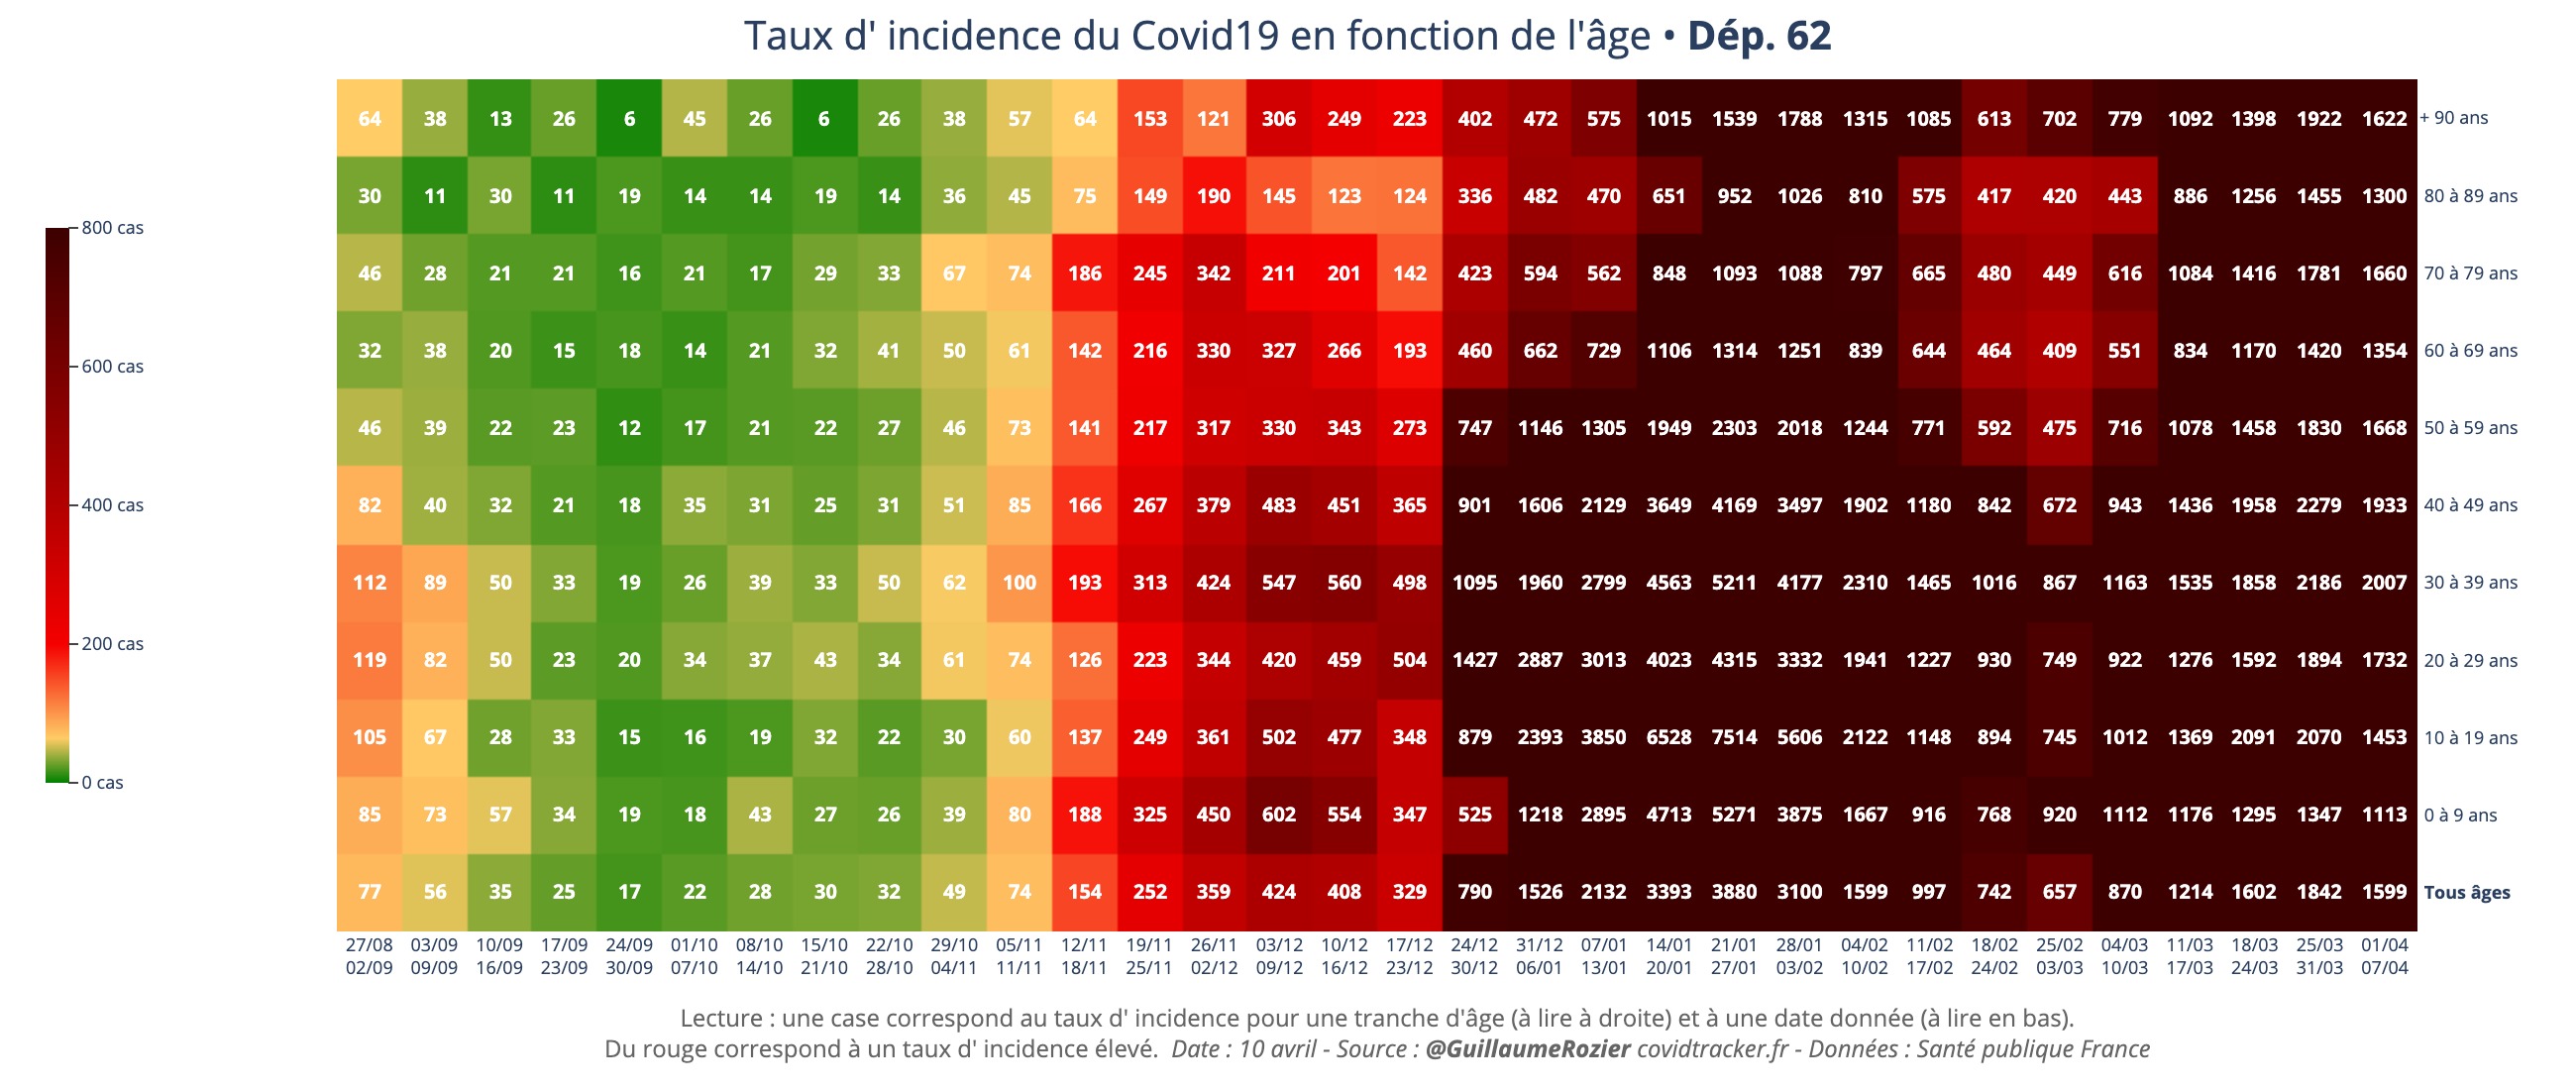 Taux d' incidence du Covid19 en fonction de l'âge • Dép. 62
800 cas
600 cas
400 cas
200 cas
0 cas
64 38 13 26 6 45 26 6 26 38 57 64 153 121 306 249 223 402 472 575 1015 1539 1788 1315 1085 613 702 779 1092 1398 1922 1622 + 90 ans
30 11 30 11 19 14 14 19 14 36 45 75 149 190 145 123 124 336 482 470 651 952 1026 810 575 417 420 443 886 1256 1455 1300 80 à 89 ans
46 28 21 21 16 21 17 29 33 67 74 186 245 342 211 201 142 423 594 562 848 1093 1088 797 665 480 449 616 1084 1416 1781 1660 70 à 79 ans
32 38 20 15 18 14 21 32 41 50 61 142 216 330 327 266 193 460 662 729 1106 1314 1251 839 644 464 409 551 834 1170 1420 1354 60 à 69 ans
46 39 22 23 12 17 21 22 27 46 73 141 217 317 330 343 273 747 1146 1305 1949 2303 2018 1244 771 592 475 716 1078 1458 1830 1668 50 à 59 ans
82 40 32 21 18 35 31 25 31 51 85 166 267 379 483 451 365 901 1606 2129 3649 4169 3497 1902 1180 842 672 943 1436 1958 2279 1933 40 à 49 ans
112 89 50 33 19 26 39 33 50 62 100 193 313 424 547 560 498 1095 1960 2799 4563 5211 4177 2310 1465 1016 867 1163 1535 1858 2186 2007 30 à 39 ans
119 82 50 23 20 34 37 43 34 61 74 126 223 344 420 459 504 1427 2887 3013 4023 4315 3332 1941 1227 930 749 922 1276 1592 1894 1732 20 à 29 ans
105 67 28 33 15 16 19 32 22 30 60 137 249 361 502 477 348 879 2393 3850 6528 7514 5606 2122 1148 894 745 1012 1369 2091 2070 1453 10 à 19 ans
85 73 57 34 19 18 43 27 26 39 80 188 325 450 602 554 347 525 1218 2895 4713 5271 3875 1667 916 768 920 1112 1176 1295 1347 1113 0 à 9 ans
77 56 35 25 17 22 28 30 32 49 74 154 252 359 424 408 329 790 1526 2132 3393 3880 3100 1599 997 742 657 870 1214 1602 1842 1599 Tous âges
27/08 03/09 10/09 17/09 24/09 01/10 08/10 15/10 22/10 29/10 05/11 12/11 19/11 26/11 03/12 10/12 17/12 24/12 31/12 07/01 14/01 21/01 28/01 04/02 11/02 18/02 25/02 04/03 11/03 18/03 25/03 01/04
02/09 09/09 16/09 23/09 30/09 07/10 14/10 21/10 28/10 04/11 11/11 18/11 25/11 02/12 09/12 16/12 23/12 30/12 06/01 13/01 20/01 27/01 03/02 10/02 17/02 24/02 03/03 10/03 17/03 24/03 31/03 07/04
Lecture : une case correspond au taux d' incidence pour une tranche d'âge (à lire à droite) et à une date donnée (à lire en bas).
Du rouge correspond à un taux d' incidence élevé. Date : 10 avril - Source : @GuillaumeRozier covidtracker.fr - Données : Santé publique France